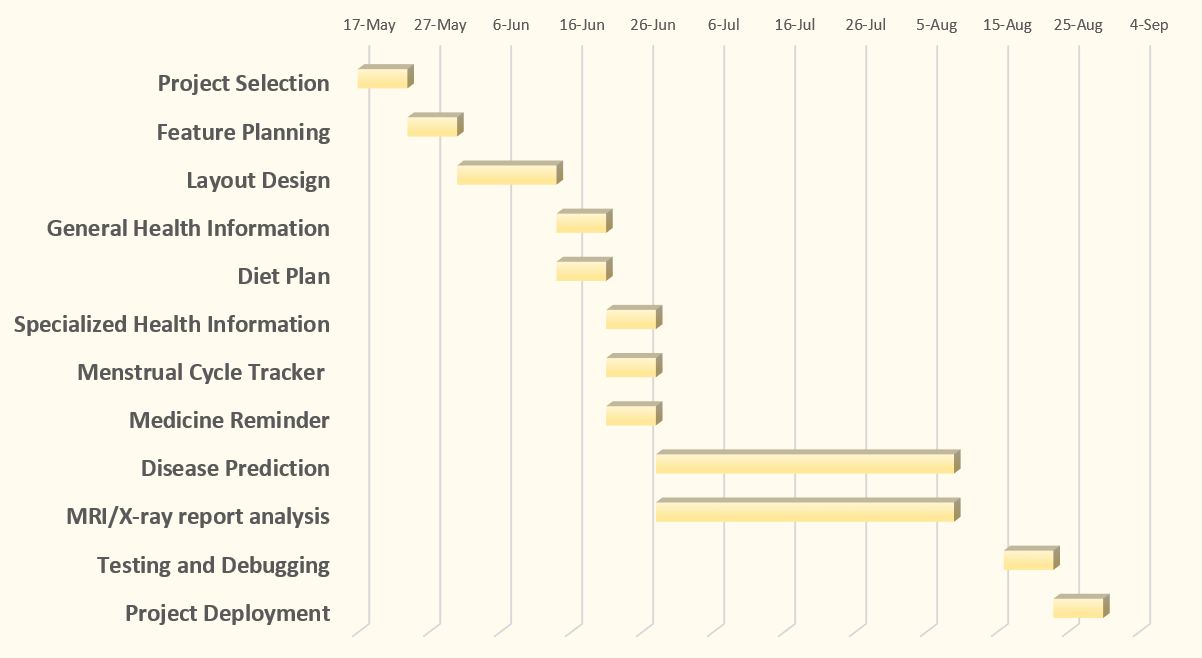 17-May 27-May 6-Jun 16-Jun 26-Jun 6-Jul 16-Jul 26-Jul 5-Aug 15-Aug 25-Aug 4-Sep
Project Selection
Feature Planning
Layout Design
General Health Information
Diet Plan
Specialized Health Information
Menstrual Cycle Tracker
Medicine Reminder
Disease Prediction
MRI/X-ray report analysis
Testing and Debugging
Project Deployment